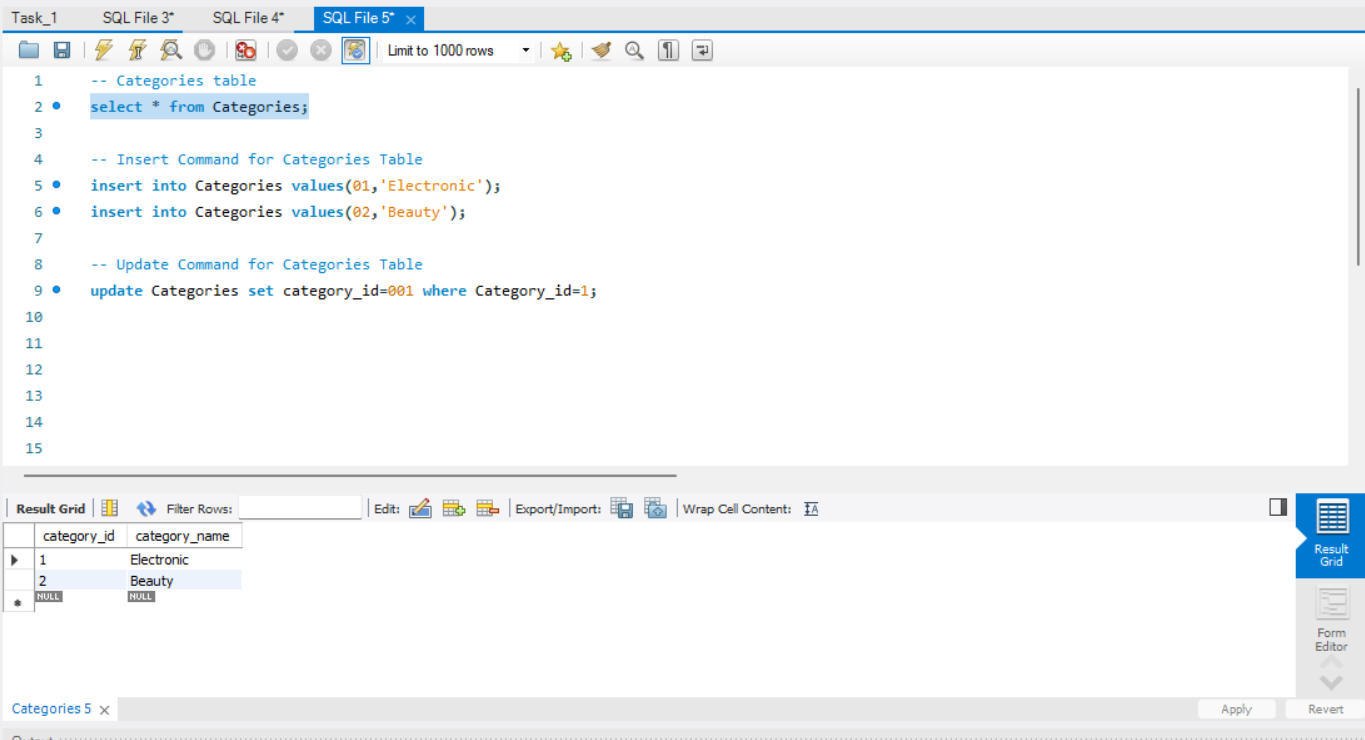 Task_1 SQL File 3* SQL File 4* SQL File 5*
Limit to 1000 rows
1 -- Categories table
2 select * from Categories;
3
4 -- Insert Command for Categories Table
5 insert into Categories values(01,'Electronic');
6 insert into Categories values(02,'Beauty');
7
8 -- Update Command for Categories Table
9 update Categories set category_id=001 where Category_id=1;
10
11
12
13
14
15
Result Grid Filter Rows: Edit: Export/Import: Wrap Cell Content:
category_id category_name
1 Electronic
2 Beauty
NULL NULL
Result
Grid
Form
Editor
Categories 5 Apply Revert